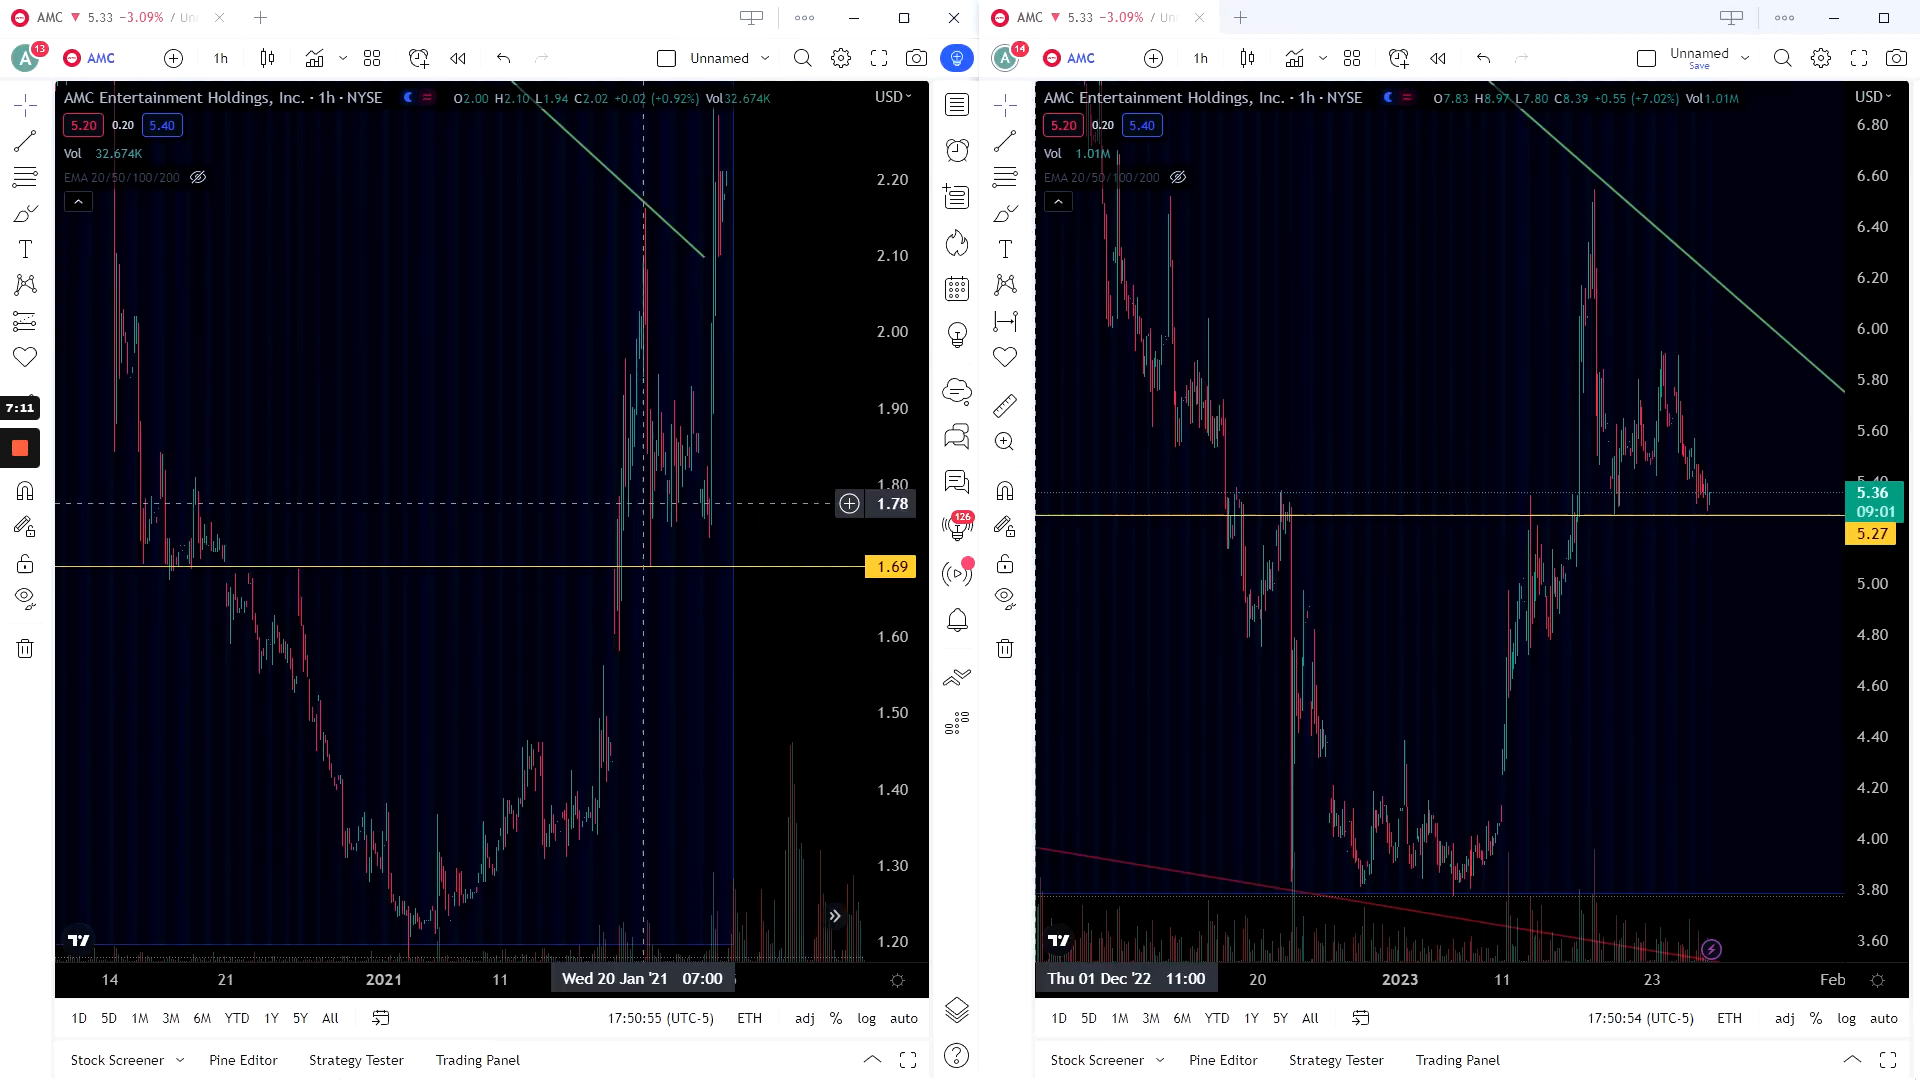 AMC ▼ 5.33 −3.09% / Un
AMC
1h
Unnamed
13
AMC Entertainment Holdings, Inc. · 1h · NYSE
O2.00 H2.10 L1.94 C2.02 +0.02 (+0.92%) Vol32.674K
USD
5.20 0.20 5.40
Vol 32.674K
EMA 20/50/100/200
2.20
2.10
2.00
1.90
1.80
1.78
1.69
1.60
1.50
1.40
1.30
1.20
7:11
14 21 2021 11 Wed 20 Jan '21 07:00
1D 5D 1M 3M 6M YTD 1Y 5Y All
17:50:55 (UTC-5) ETH adj % log auto
Stock Screener Pine Editor Strategy Tester Trading Panel
126
AMC ▼ 5.33 −3.09% / Un
A
14
AMC
1h
Unnamed
Save
AMC Entertainment Holdings, Inc. · 1h · NYSE
O7.83 H8.97 L7.80 C8.39 +0.55 (+7.02%) Vol1.01M
USD
5.20 0.20 5.40
Vol 1.01M
EMA 20/50/100/200
6.80
6.60
6.40
6.20
6.00
5.80
5.60
5.40
5.36
09:01
5.27
5.00
4.80
4.60
4.40
4.20
4.00
3.80
3.60
Thu 01 Dec '22 11:00 20 2023 11 23 Feb
1D 5D 1M 3M 6M YTD 1Y 5Y All
17:50:54 (UTC-5) ETH adj % log auto
Stock Screener Pine Editor Strategy Tester Trading Panel